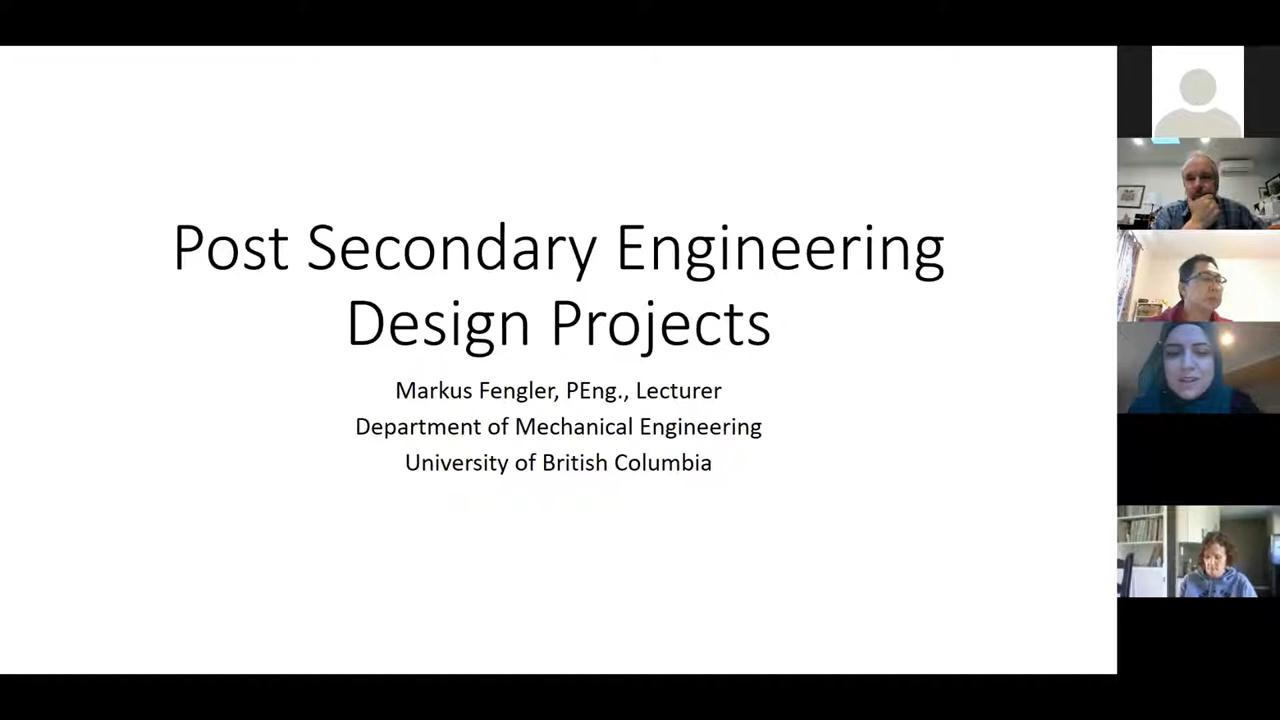 Post Secondary Engineering
Design Projects
Markus Fengler, PEng., Lecturer
Department of Mechanical Engineering
University of British Columbia